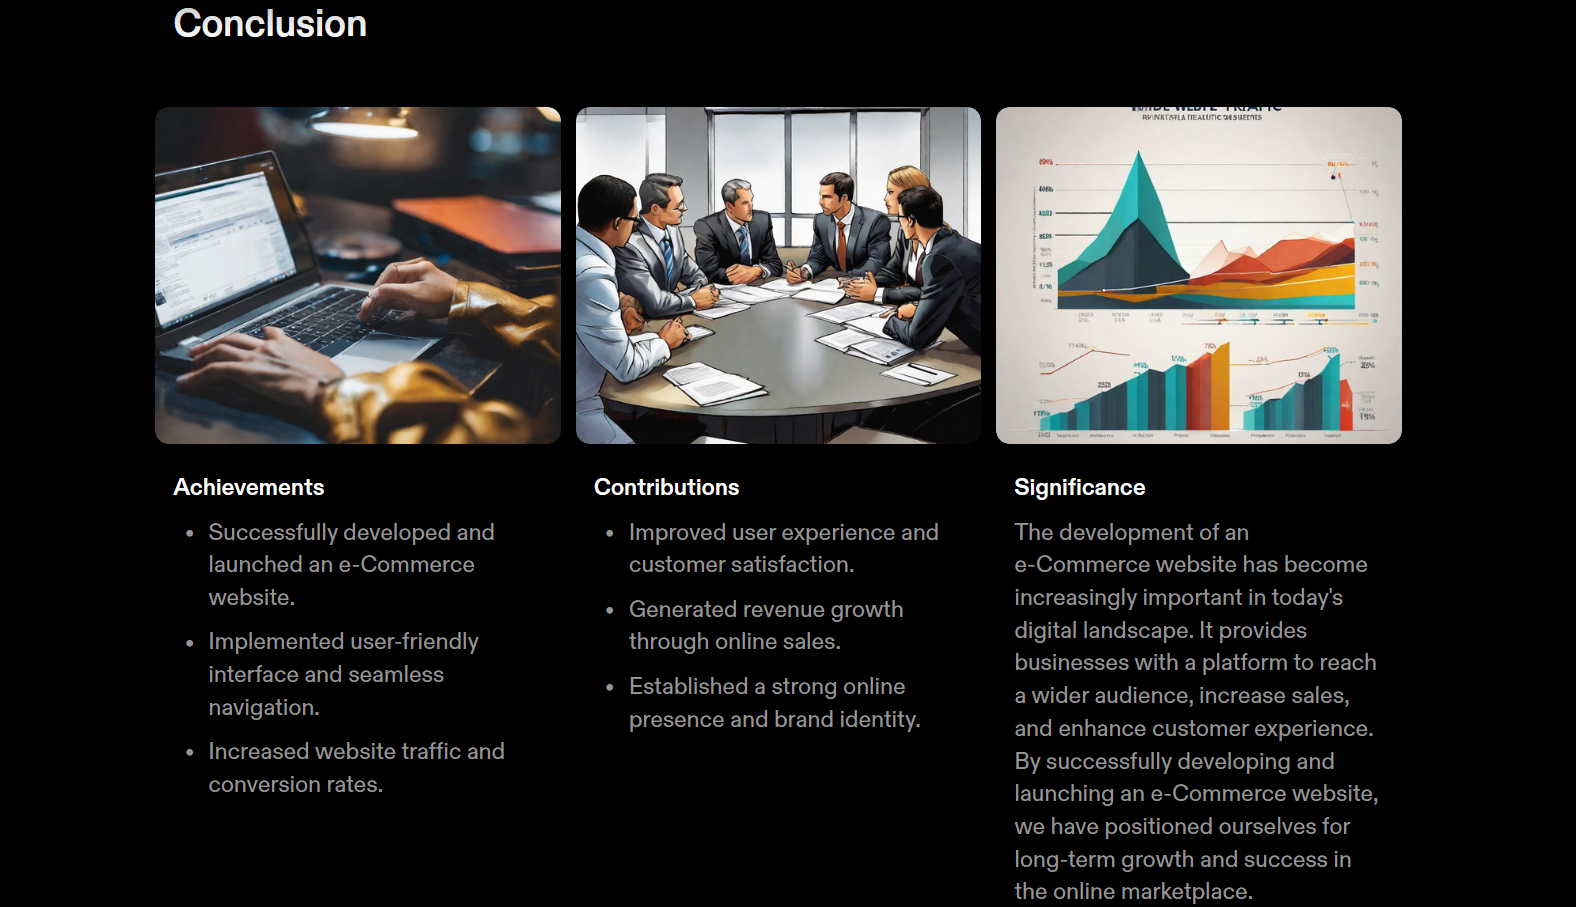 Conclusion
Achievements
• Successfully developed and
launched an e-Commerce
website.
• Implemented user-friendly
interface and seamless
navigation.
• Increased website traffic and
conversion rates.
Contributions
• Improved user experience and
customer satisfaction.
• Generated revenue growth
through online sales.
• Established a strong online
presence and brand identity.
Significance
The development of an
e-Commerce website has become
increasingly important in today's
digital landscape. It provides
businesses with a platform to reach
a wider audience, increase sales,
and enhance customer experience.
By successfully developing and
launching an e-Commerce website,
we have positioned ourselves for
long-term growth and success in
the online marketplace.